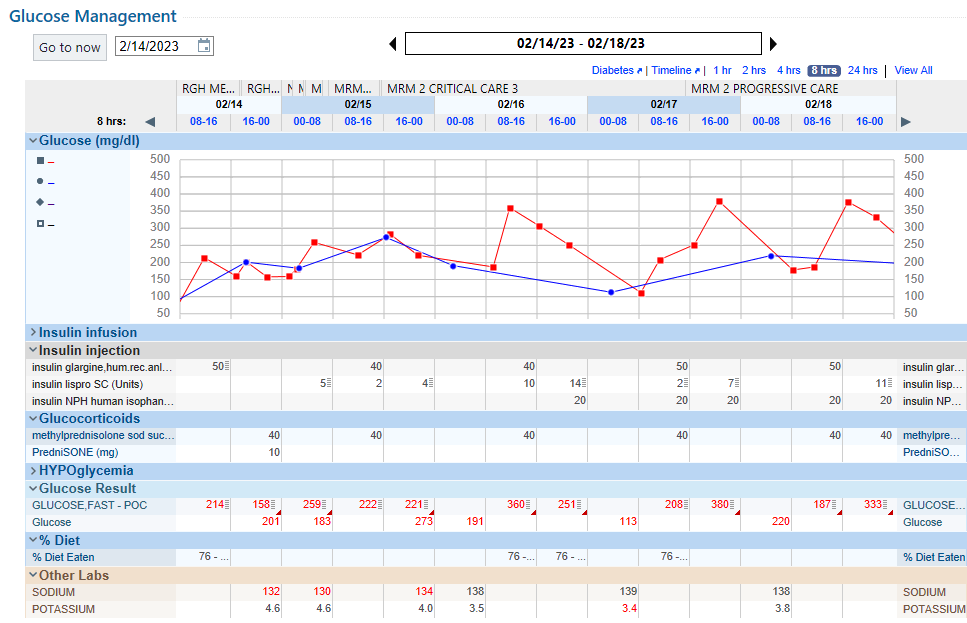 Glucose Management
Go to now 2/14/2023 02/14/23 - 02/18/23
Diabetes | Timeline | 1 hr 2 hrs 4 hrs 8 hrs 24 hrs | View All
RGH ME... RGH... M M MRM... MRM 2 CRITICAL CARE 3 MRM 2 PROGRESSIVE CARE
02/14 02/15 02/16 02/17 02/18
8 hrs: 08-16 16-00 00-08 08-16 16-00 00-08 08-16 16-00 00-08 08-16 16-00 00-08 08-16 16-00
Glucose (mg/dl)
500 500
450 450
400 400
350 350
300 300
250 250
200 200
150 150
100 100
50 50
Insulin infusion
Insulin injection
insulin glargine,hum.rec.anl... 50 40 40 50 50 insulin glar...
insulin lispro SC (Units) 5 2 4 10 14 2 7 11 insulin lisp...
insulin NPH human isophan... 20 20 20 20 20 insulin NP...
Glucocorticoids
methylprednisolone sod suc... 40 40 40 40 40 40 methylpre...
PredniSONE (mg) 10 PredniSO...
HYPOglycemia
Glucose Result
GLUCOSE,FAST - POC 214 158 259 222 221 360 251 208 380 187 333 GLUCOSE...
Glucose 201 183 273 191 113 220 Glucose
% Diet
% Diet Eaten 76 - ... 76 -... 76 - ... 76 -... % Diet Eaten
Other Labs
SODIUM 132 130 134 138 139 138 SODIUM
POTASSIUM 4.6 4.6 4.0 3.5 3.4 3.8 POTASSIUM